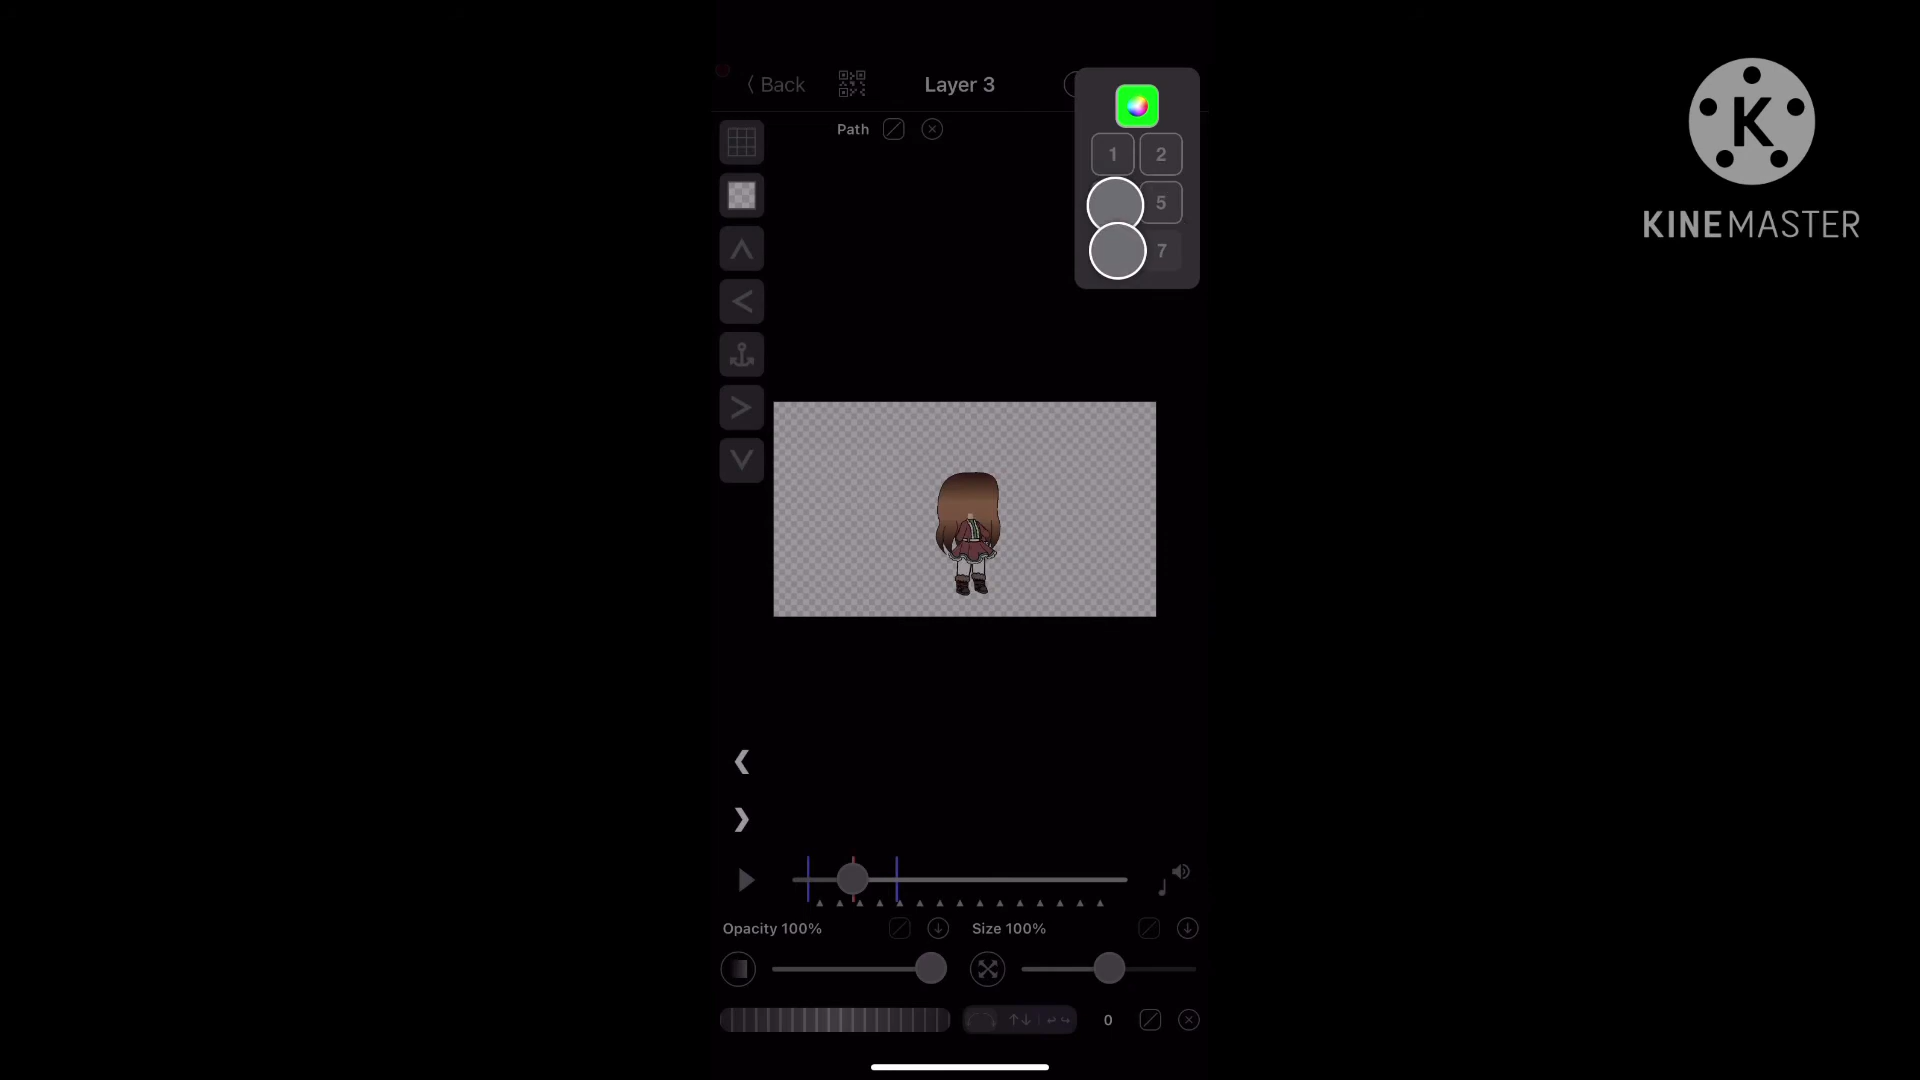 Back
Layer 3
Path
1 2
5
7
K
KINEMASTER
Opacity 100%
Size 100%
0